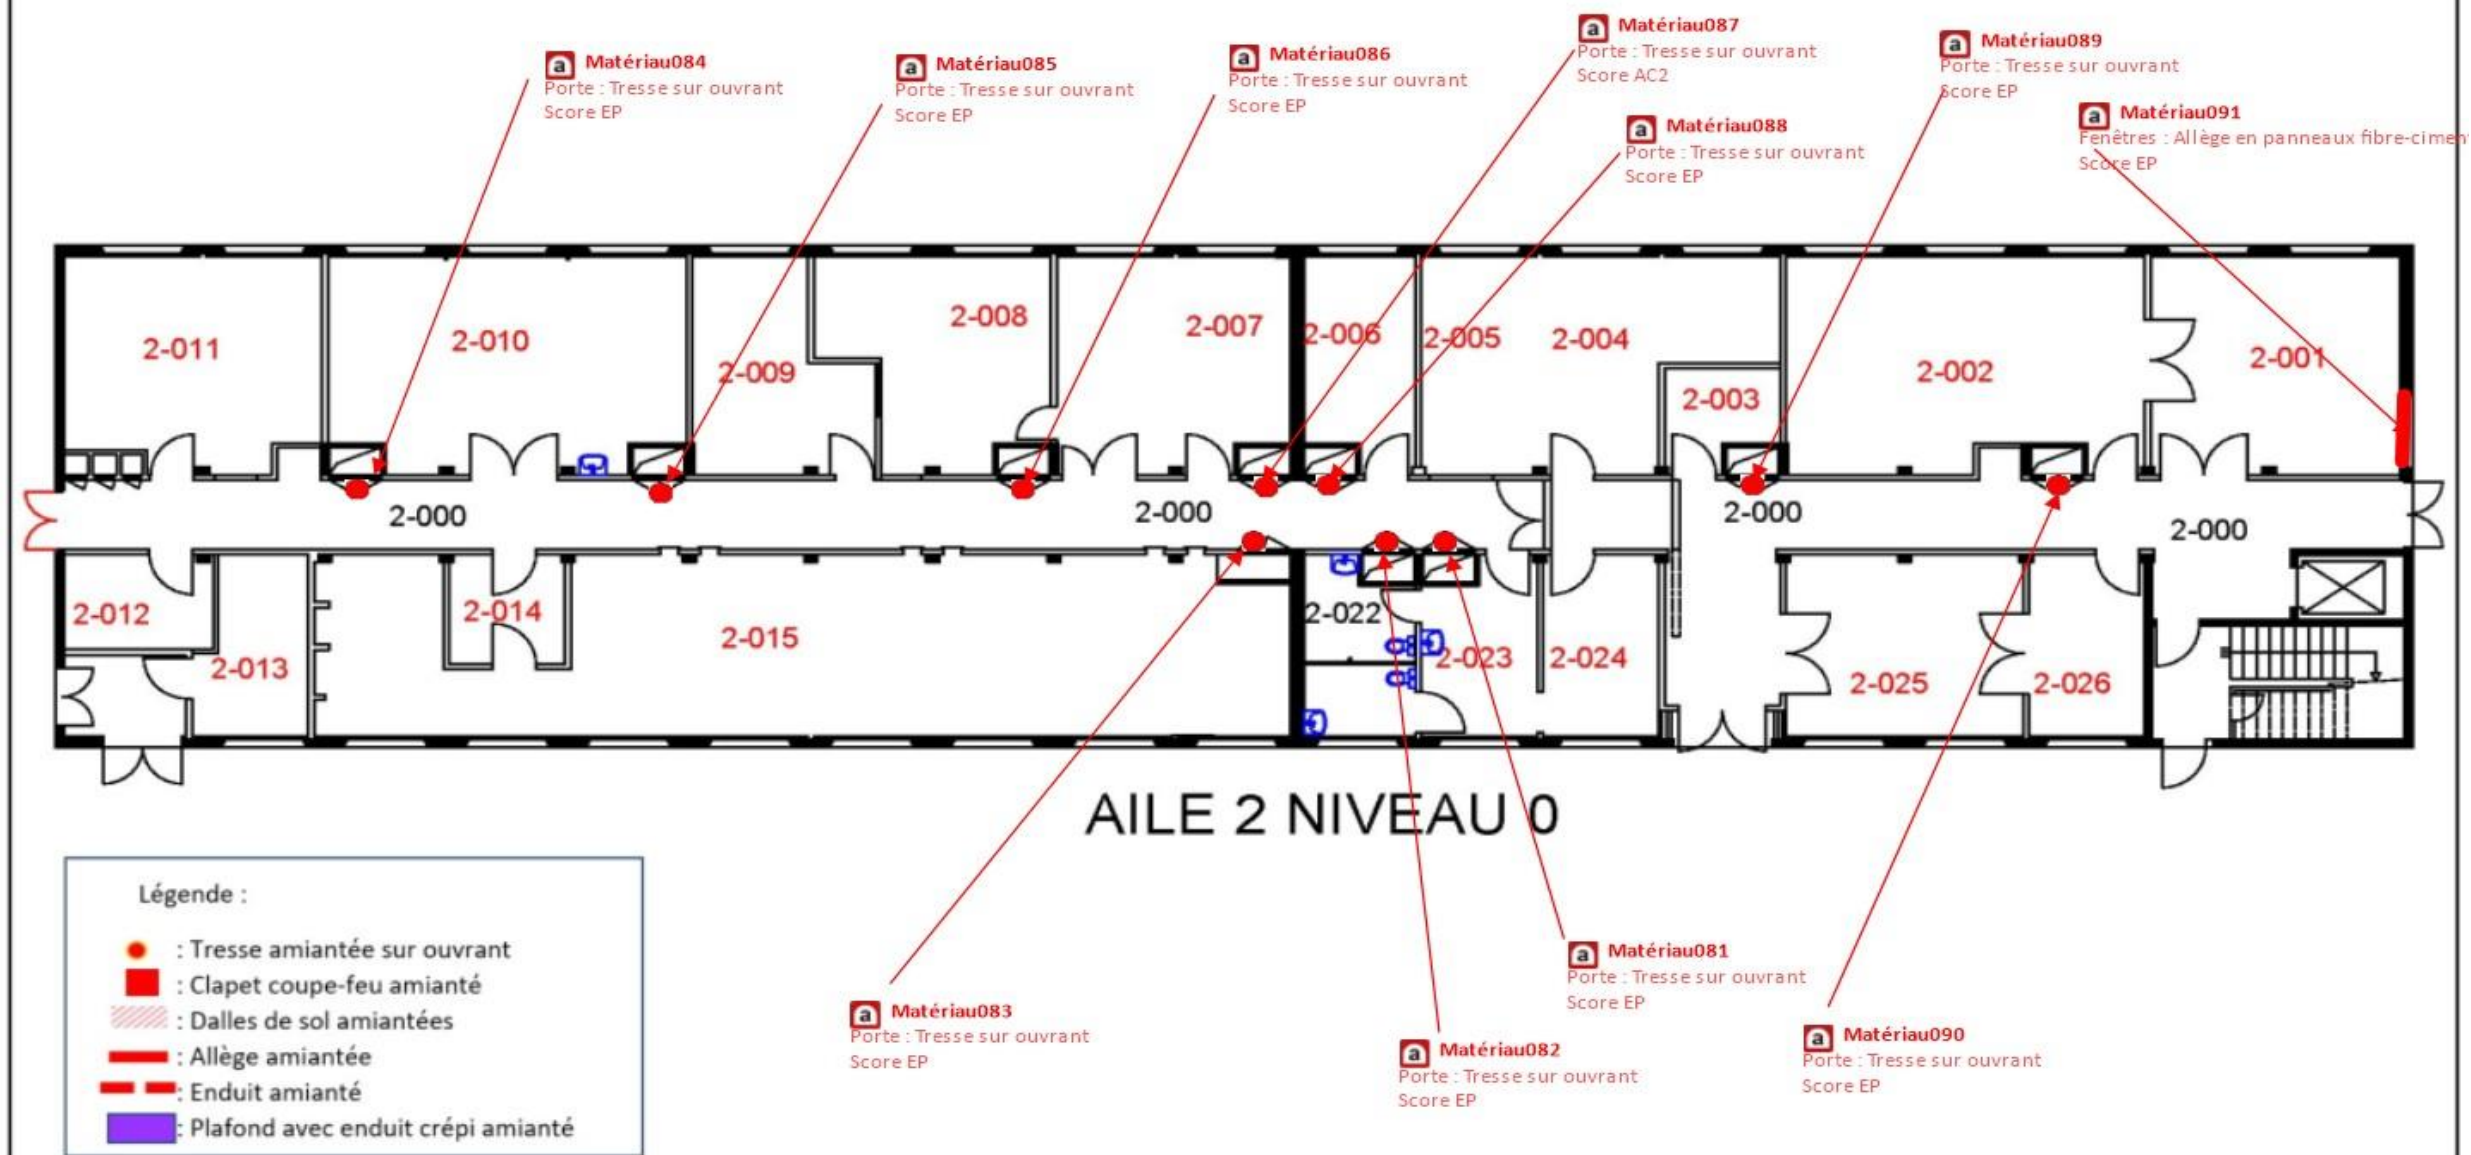 a Matériau084
Porte : Tresse sur ouvrant
Score EP
a Matériau085
Porte : Tresse sur ouvrant
Score EP
a Matériau086
Porte : Tresse sur ouvrant
Score EP
a Matériau087
Porte : Tresse sur ouvrant
Score AC2
a Matériau088
Porte : Tresse sur ouvrant
Score EP
a Matériau089
Porte : Tresse sur ouvrant
Score EP
a Matériau091
Fenêtres : Allège en panneaux fibre-ciment
Score EP
2-011
2-010
2-009
2-008
2-007
2-006
2-005
2-004
2-003
2-002
2-001
2-000
2-000
2-000
2-000
2-012
2-013
2-014
2-015
2-022
2-023
2-024
2-025
2-026
AILE 2 NIVEAU 0
a Matériau083
Porte : Tresse sur ouvrant
Score EP
a Matériau082
Porte : Tresse sur ouvrant
Score EP
a Matériau081
Porte : Tresse sur ouvrant
Score EP
a Matériau090
Porte : Tresse sur ouvrant
Score EP
Légende :
: Tresse amiantée sur ouvrant
: Clapet coupe-feu amianté
: Dalles de sol amiantées
: Allège amiantée
: Enduit amianté
: Plafond avec enduit crépi amianté